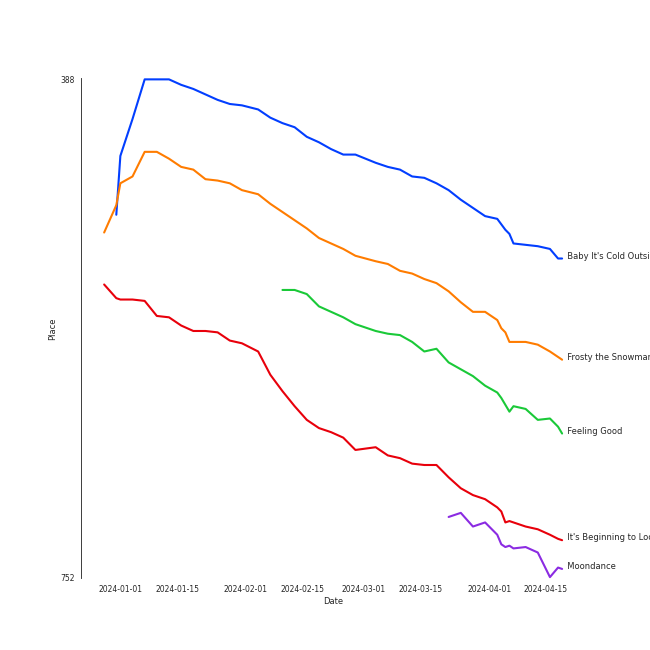 388
Baby It's Cold Outsi
Frosty the Snowmar
Place
Feeling Good
It's Beginning to Loo
Moondance
752
2024-01-01 2024-01-15 2024-02-01 2024-02-15 2024-03-01 2024-03-15 2024-04-01 2024-04-15
Date